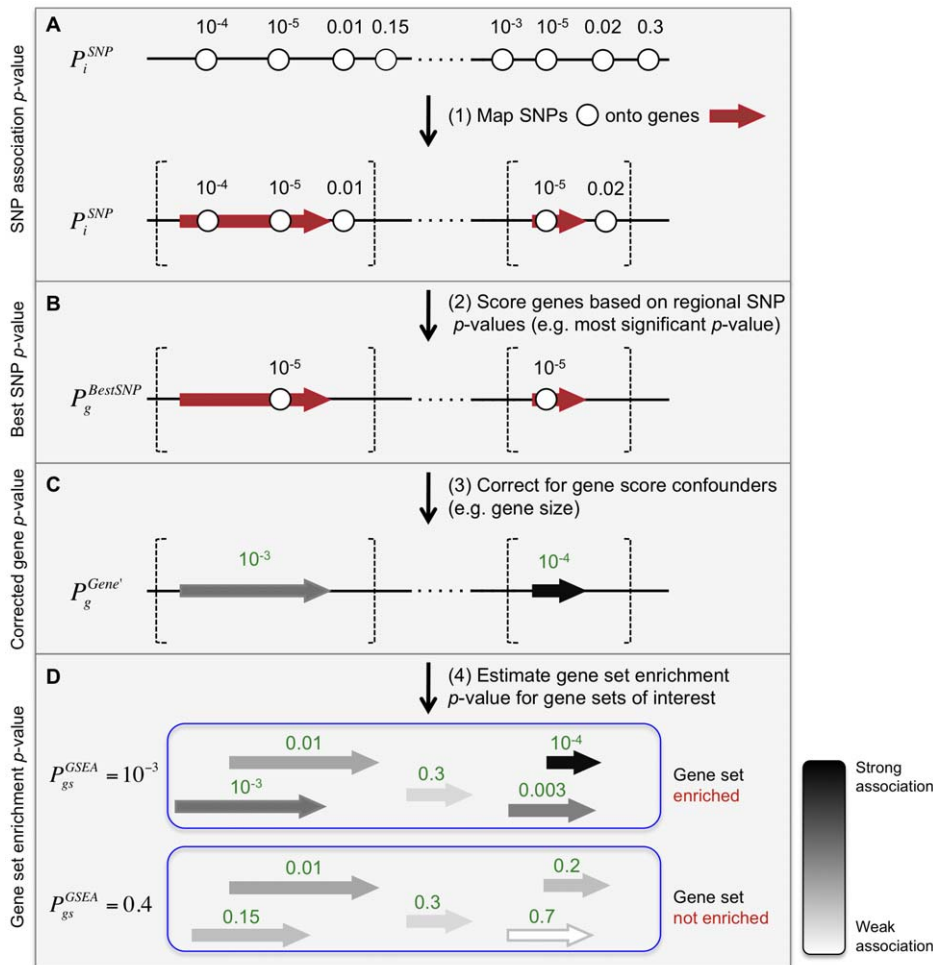 A
10⁻⁴ 10⁻⁵ 0.01 0.15 10⁻³ 10⁻⁵ 0.02 0.3
P_i^SNP
(1) Map SNPs onto genes
10⁻⁴ 10⁻⁵ 0.01 10⁻⁵ 0.02
P_i^SNP
SNP association p-value
B
(2) Score genes based on regional SNP
p-values (e.g. most significant p-value)
10⁻⁵ 10⁻⁵
P_g^BestSNP
Best SNP p-value
C
(3) Correct for gene score confounders
(e.g. gene size)
10⁻³ 10⁻⁴
P_g^Gene'
Corrected gene p-value
D
(4) Estimate gene set enrichment
p-value for gene sets of interest
0.01 10⁻⁴
P_gs^GSEA = 10⁻³
10⁻³ 0.3 0.003
Gene set
enriched
0.01 0.2
P_gs^GSEA = 0.4
0.15 0.3 0.7
Gene set
not enriched
Gene set enrichment p-value
Strong
association
Weak
association